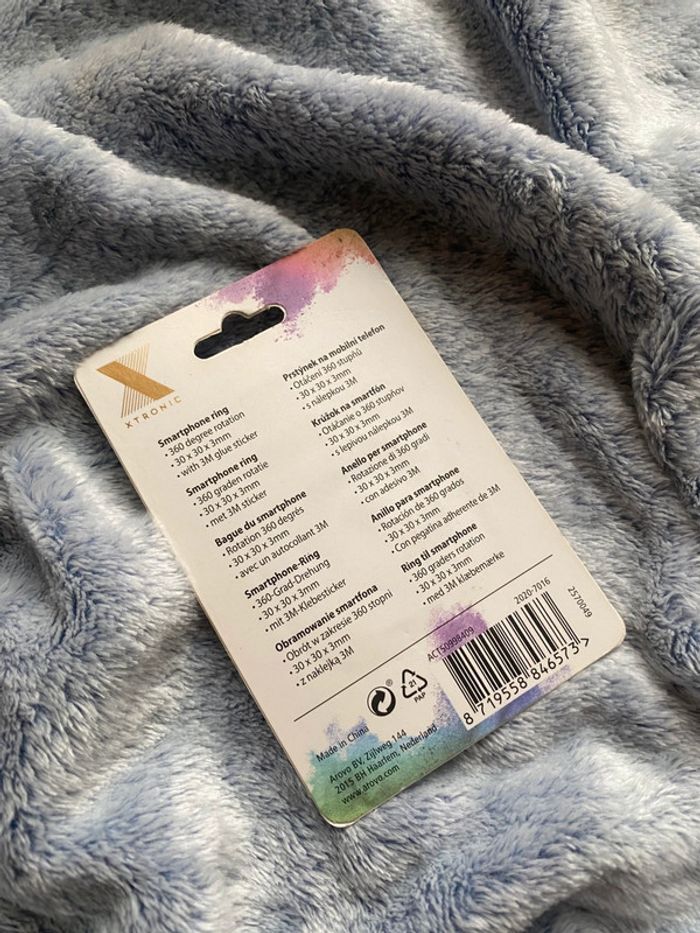 XTRONIC
Smartphone ring
• 360 degree rotation
• 30 x 30 x 3mm
• with 3M glue sticker
Smartphone ring
• 360 graden rotatie
• 30 x 30 x 3mm
• met 3M sticker
Bague du smartphone
• Rotation 360 degrés
• 30 x 30 x 3mm
• avec un autocollant 3M
Smartphone-Ring
• 360-Grad-Drehung
• 30 x 30 x 3mm
• mit 3M-Klebesticker
Obramowanie smartfona
• Obrót w zakresie 360 stopni
• 30 x 30 x 3mm
• z naklejką 3M
Prstýnek na mobilní telefon
• Otáčení 360 stupňů
• 30 x 30 x 3mm
• s nálepkou 3M
Krúžok na smartfón
• Otáčanie o 360 stupňov
• 30 x 30 x 3mm
• s lepivou nálepkou 3M
Anello per smartphone
• Rotazione di 360 gradi
• 30 x 30 x 3mm
• con adesivo 3M
Anillo para smartphone
• Rotación de 360 grados
• 30 x 30 x 3mm
• Con pegatina adherente de 3M
Ring til smartphone
• 360 graders rotation
• 30 x 30 x 3mm
• med 3M klæbemærke
ACT50998409
2020-7016
2570049
8 719558 846573 >
21
PAP
Made in China
Arovo BV, Zijlweg 144
2015 BH Haarlem, Nederland
www.arovo.com